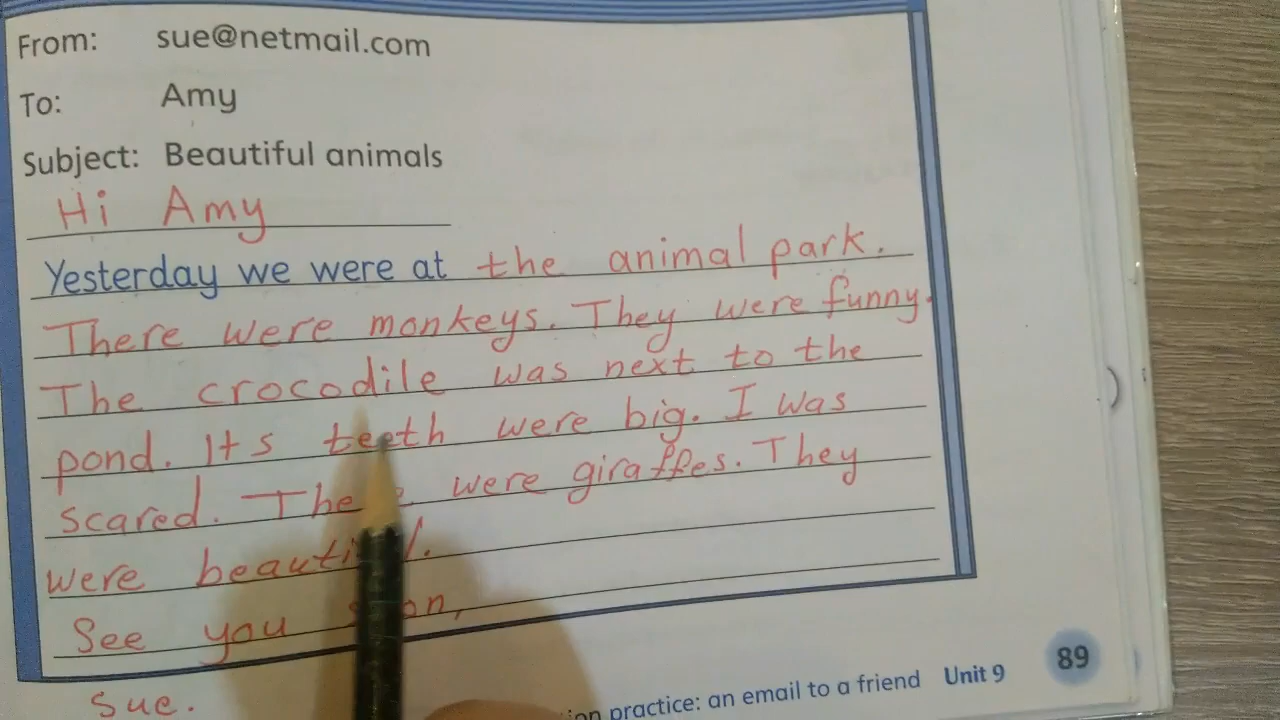 From: sue@netmail.com
To: Amy
Subject: Beautiful animals
Hi Amy
Yesterday we were at the animal park.
There were monkeys. They were funny.
The crocodile was next to the
pond. Its teeth were big. I was
scared. were giraffes. They
were
See you
Sue.
practice: an email to a friend Unit 9 89